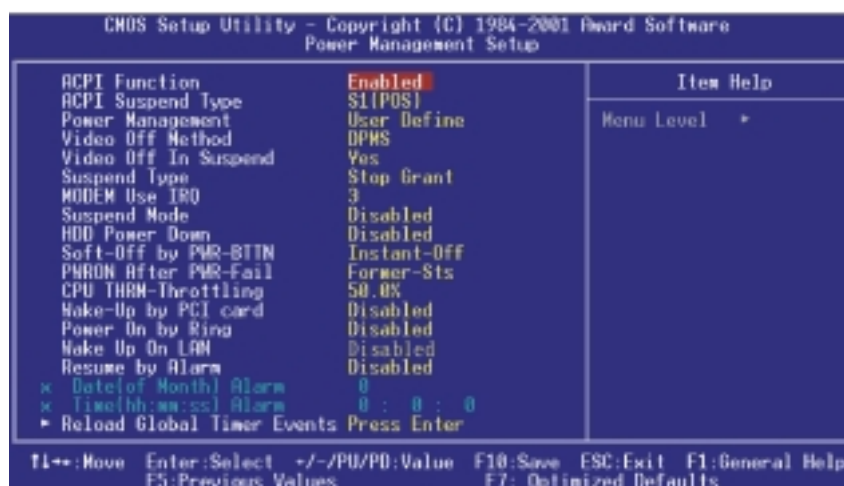 CMOS Setup Utility - Copyright (C) 1984-2001 Award Software
Power Management Setup
ACPI Function Enabled
ACPI Suspend Type S1(POS)
Power Management User Define
Video Off Method DPMS
Video Off In Suspend Yes
Suspend Type Stop Grant
MODEM Use IRQ 3
Suspend Mode Disabled
HDD Power Down Disabled
Soft-Off by PWR-BTTN Instant-Off
PWRON After PWR-Fail Former-Sts
CPU THRM-Throttling 50.0%
Wake-Up by PCI card Disabled
Power On by Ring Disabled
Wake Up On LAN Disabled
Resume by Alarm Disabled
x Date(of Month) Alarm 0
x Time(hh:mm:ss) Alarm 0 : 0 : 0
► Reload Global Timer Events Press Enter
Item Help
Menu Level ►
↑↓→←:Move Enter:Select +/-/PU/PD:Value F10:Save ESC:Exit F1:General Help
F5:Previous Values F7: Optimized Defaults